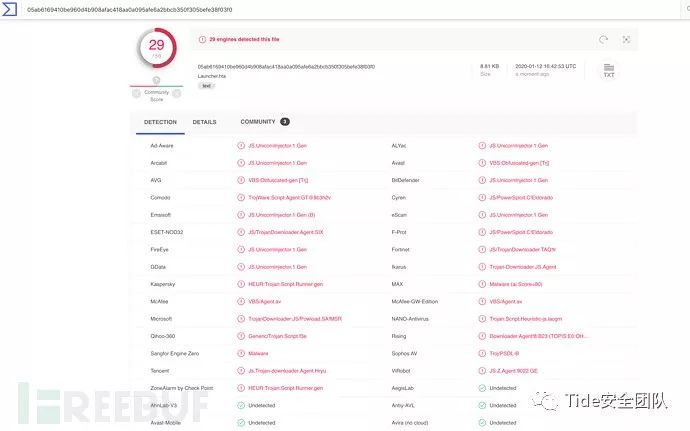 05ab6169410be960d4b908afac418aa0a095afe6a2bbcb350f305befe38f03f0
29
/ 56
Community
Score
29 engines detected this file
05ab6169410be960d4b908afac418aa0a095afe6a2bbcb350f305befe38f03f0
Launcher.hta
text
8.81 KB
Size
2020-01-12 16:42:53 UTC
a moment ago
TXT
DETECTION DETAILS COMMUNITY 3
Ad-Aware JS.UnicornInjector.1.Gen ALYac JS.UnicornInjector.1.Gen
Arcabit JS.UnicornInjector.1.Gen Avast VBS:Obfuscated-gen [Trj]
AVG VBS:Obfuscated-gen [Trj] BitDefender JS.UnicornInjector.1.Gen
Comodo TrojWare.Script.Agent.GT@8b3h2v Cyren JS/PowerSploit.C!Eldorado
Emsisoft JS.UnicornInjector.1.Gen (B) eScan JS.UnicornInjector.1.Gen
ESET-NOD32 JS/TrojanDownloader.Agent.SIX F-Prot JS/PowerSploit.C!Eldorado
FireEye JS.UnicornInjector.1.Gen Fortinet JS/TrojanDownloader.TAQ!tr
GData JS.UnicornInjector.1.Gen Ikarus Trojan-Downloader.JS.Agent
Kaspersky HEUR:Trojan.Script.Runner.gen MAX Malware (ai Score=80)
McAfee VBS/Agent.av McAfee-GW-Edition VBS/Agent.av
Microsoft TrojanDownloader:JS/Powload.SA!MSR NANO-Antivirus Trojan.Script.Heuristic-js.iacgm
Qihoo-360 Generic/Trojan.Script.f3e Rising Downloader.Agent!8.B23 (TOPIS:E0:OH...
Sangfor Engine Zero Malware Sophos AV Troj/PSDL-B
Tencent Js.Trojan-downloader.Agent.Hryu ViRobot JS.Z.Agent.9022.GE
ZoneAlarm by Check Point HEUR:Trojan.Script.Runner.gen AegisLab Undetected
AhnLab-V3 Undetected Antiy-AVL Undetected
Avast-Mobile Undetected Avira (no cloud) Undetected
FREEBUF
Tide安全团队